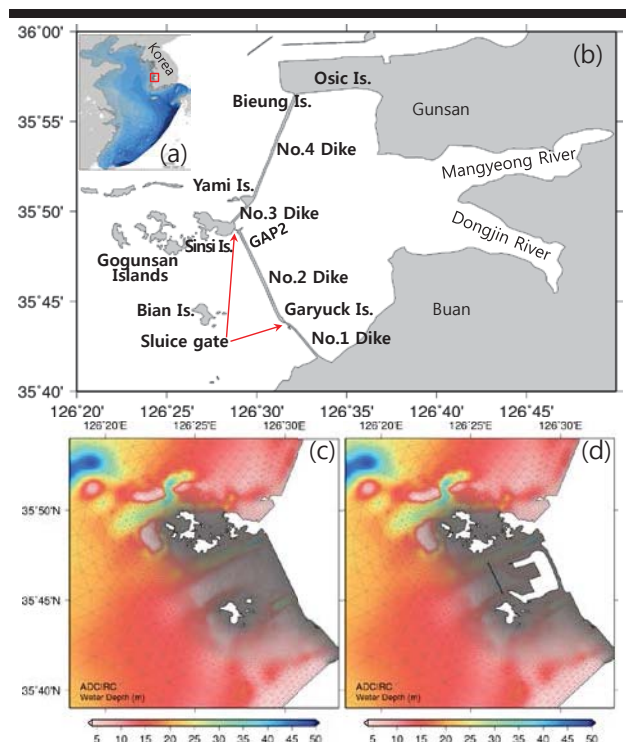 36˚00'
(b)
Korea
Osic Is.
(a)
Bieung Is.
Gunsan
35˚55'
No.4 Dike
Mangyeong River
Yami Is.
35˚50'
No.3 Dike
GAP2
Sinsi Is.
Dongjin River
Gogunsan
Islands
No.2 Dike
Bian Is.
Garyuck Is.
Buan
35˚45'
Sluice gate
No.1 Dike
35˚40'
126˚20' 126˚25' 126˚30' 126˚35' 126˚40' 126˚45'
126˚20'E 126˚25'E 126˚30'E 126˚20'E 126˚25'E 126˚30'E
(c) (d)
35˚50'N
35˚45'N
35˚40'N
ADCIRC
Water Depth (m)
ADCIRC
Water Depth (m)
5 10 15 20 25 30 35 40 45 50
5 10 15 20 25 30 35 40 45 50